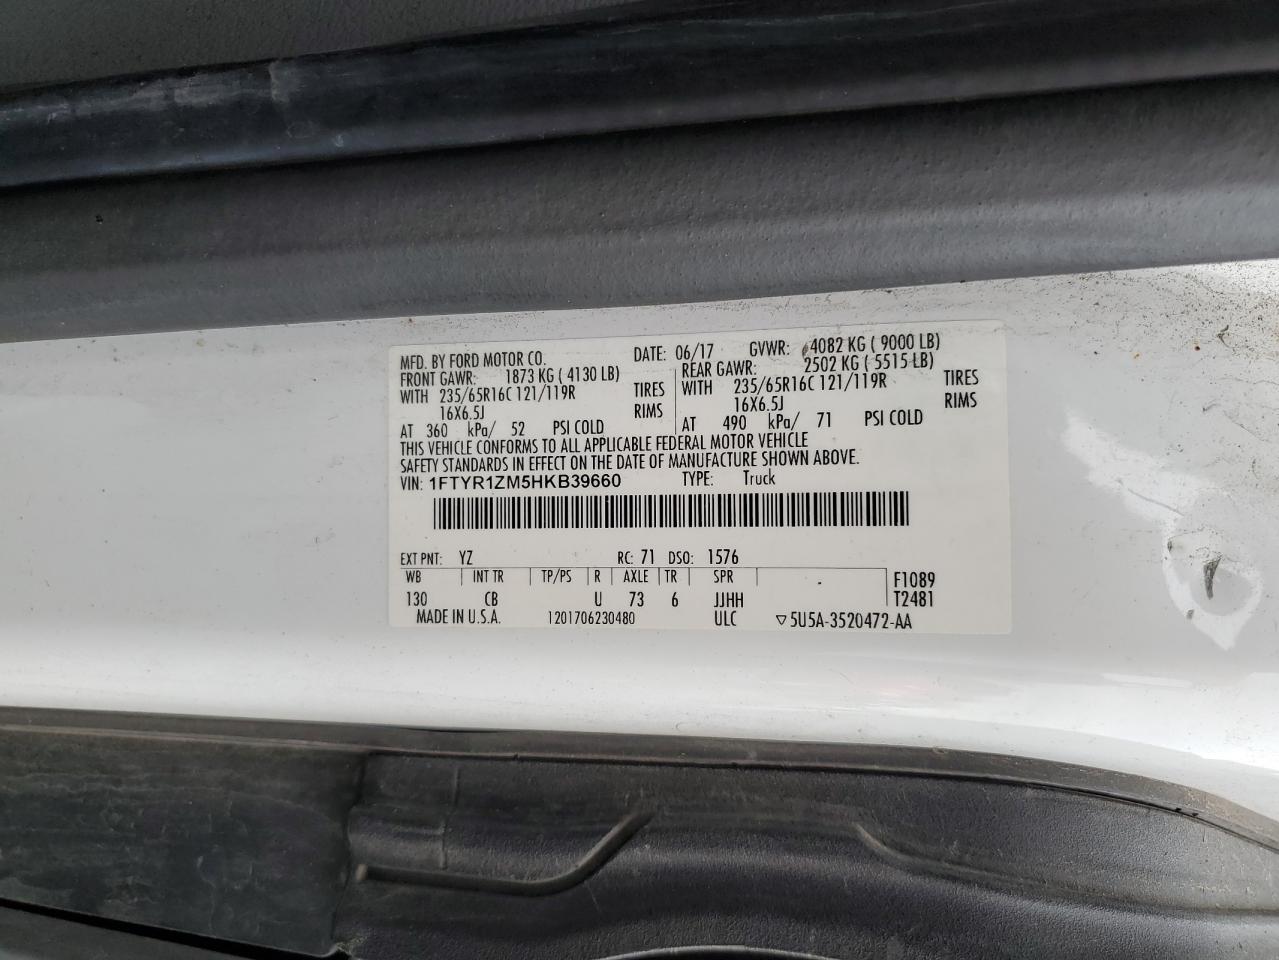 MFD. BY FORD MOTOR CO. DATE: 06/17 GVWR: 4082 KG ( 9000 LB)
FRONT GAWR: 1873 KG ( 4130 LB) REAR GAWR: 2502 KG ( 5515 LB)
WITH 235/65R16C 121/119R TIRES WITH 235/65R16C 121/119R TIRES
16X6.5J RIMS 16X6.5J RIMS
AT 360 kPa/ 52 PSI COLD AT 490 kPa/ 71 PSI COLD
THIS VEHICLE CONFORMS TO ALL APPLICABLE FEDERAL MOTOR VEHICLE
SAFETY STANDARDS IN EFFECT ON THE DATE OF MANUFACTURE SHOWN ABOVE.
VIN: 1FTYR1ZM5HKB39660 TYPE: Truck
EXT PNT: YZ RC: 71 DSO: 1576
WB INT TR TP/PS R AXLE TR SPR F1089
130 CB U 73 6 JJHH T2481
MADE IN U.S.A. 1201706230480 ULC ▽5U5A-3520472-AA